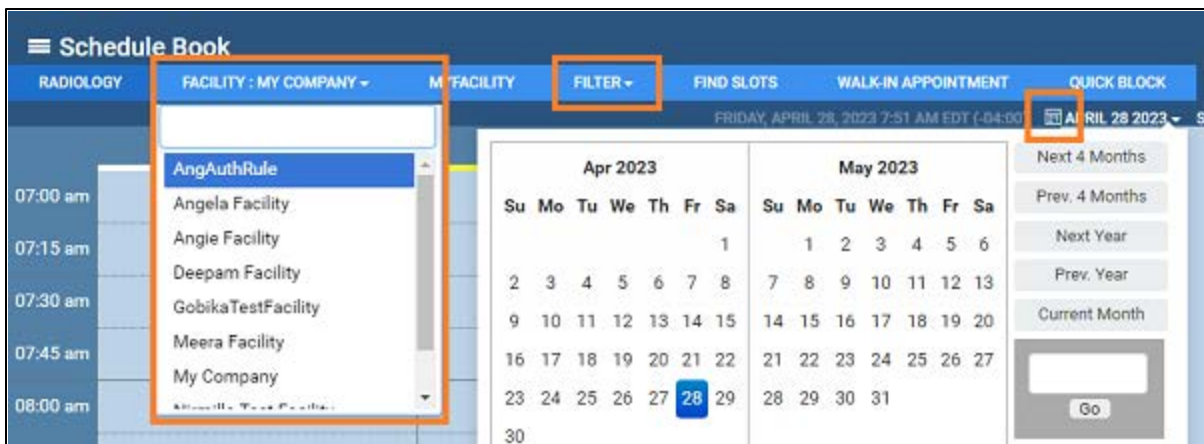 Schedule Book
RADIOLOGY FACILITY : MY COMPANY MYFACILITY FILTER FIND SLOTS WALK-IN APPOINTMENT QUICK BLOCK
FRIDAY, APRIL 28, 2023 7:51 AM EDT (-04:00 APRIL 28 2023 S
AngAuthRule
Angela Facility
Angie Facility
Deepam Facility
GobikaTestFacility
Meera Facility
My Company
07:00 am
07:15 am
07:30 am
07:45 am
08:00 am
Apr 2023
Su Mo Tu We Th Fr Sa
1
2 3 4 5 6 7 8
9 10 11 12 13 14 15
16 17 18 19 20 21 22
23 24 25 26 27 28 29
30
May 2023
Su Mo Tu We Th Fr Sa
1 2 3 4 5 6
7 8 9 10 11 12 13
14 15 16 17 18 19 20
21 22 23 24 25 26 27
28 29 30 31
Next 4 Months
Prev. 4 Months
Next Year
Prev. Year
Current Month
Go